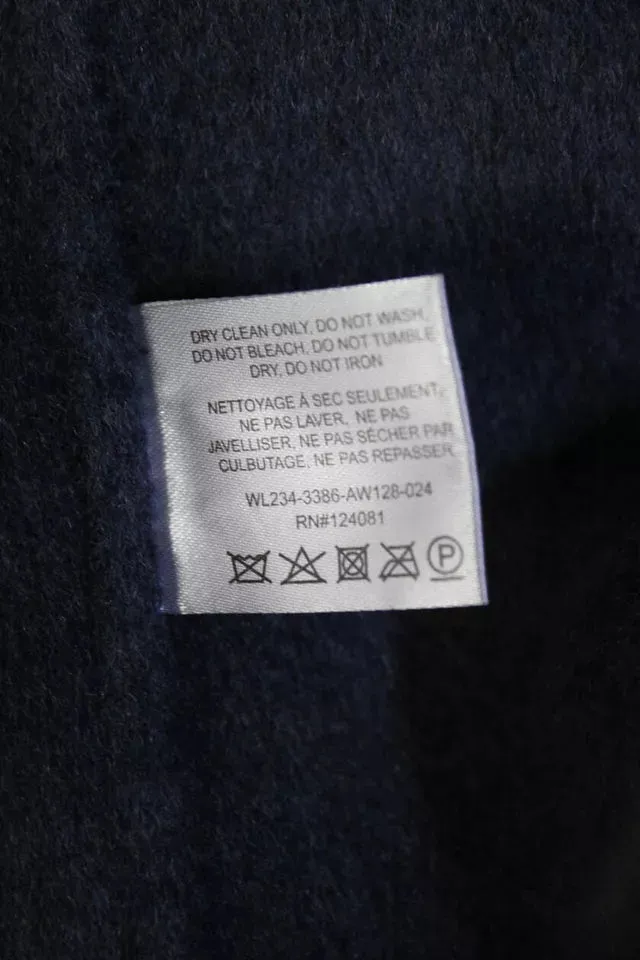 DRY CLEAN ONLY, DO NOT WASH,
DO NOT BLEACH, DO NOT TUMBLE
DRY, DO NOT IRON
NETTOYAGE À SEC SEULEMENT,
NE PAS LAVER, NE PAS
JAVELLISER, NE PAS SÉCHER PAR
CULBUTAGE, NE PAS REPASSER
WL234-3386-AW128-024
RN#124081
P